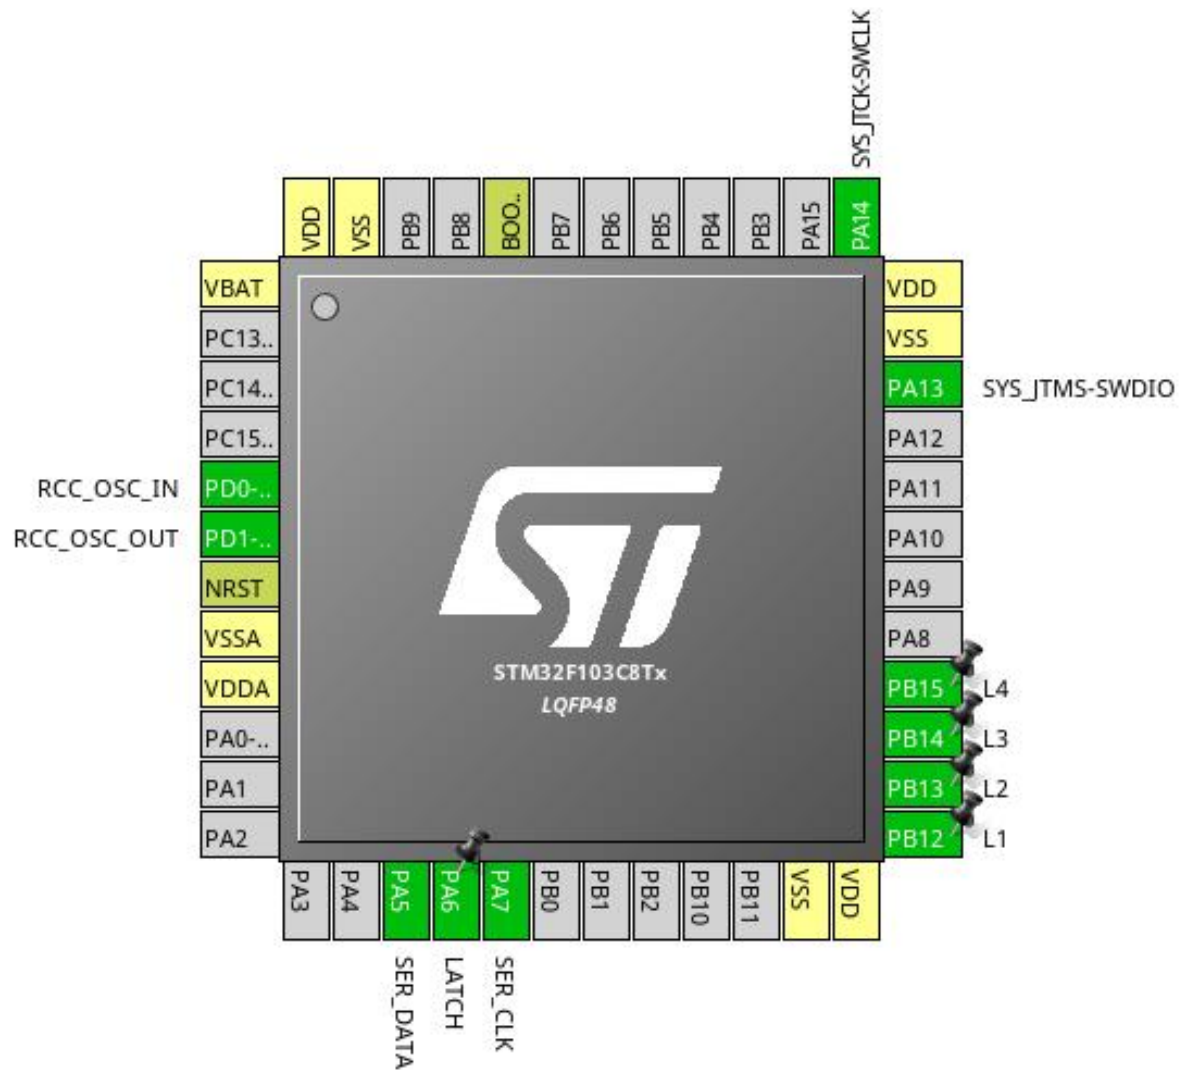 SYS_JTCK-SWCLK
VDD
VSS
PB9
PB8
BOO..
PB7
PB6
PB5
PB4
PB3
PA15
PA14
VBAT
PC13..
PC14..
PC15..
RCC_OSC_IN PD0-..
RCC_OSC_OUT PD1-..
NRST
VSSA
VDDA
PA0-..
PA1
PA2
ST
STM32F103C8Tx
LQFP48
VDD
VSS
PA13 SYS_JTMS-SWDIO
PA12
PA11
PA10
PA9
PA8
PB15 L4
PB14 L3
PB13 L2
PB12 L1
PA3
PA4
PA5
PA6
PA7
PB0
PB1
PB2
PB10
PB11
VSS
VDD
SER_DATA
LATCH
SER_CLK